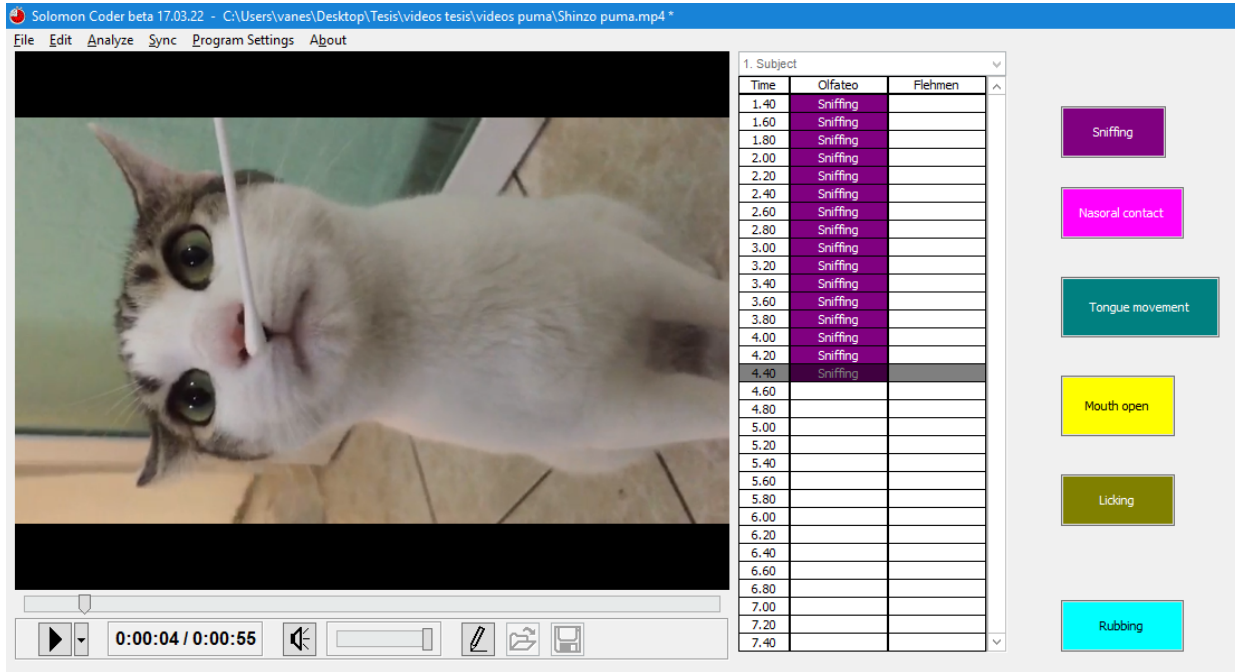 Solomon Coder beta 17.03.22 - C:\Users\vanes\Desktop\Tesis\videos tesis\videos puma\Shinzo puma.mp4 *
File Edit Analyze Sync Program Settings About
1. Subject
Time Olfateo Flehmen
1.40 Sniffing
1.60 Sniffing
1.80 Sniffing
2.00 Sniffing
2.20 Sniffing
2.40 Sniffing
2.60 Sniffing
2.80 Sniffing
3.00 Sniffing
3.20 Sniffing
3.40 Sniffing
3.60 Sniffing
3.80 Sniffing
4.00 Sniffing
4.20 Sniffing
4.40 Sniffing
4.60
4.80
5.00
5.20
5.40
5.60
5.80
6.00
6.20
6.40
6.60
6.80
7.00
7.20
7.40
Sniffing
Nasoral contact
Tongue movement
Mouth open
Licking
Rubbing
0:00:04 / 0:00:55